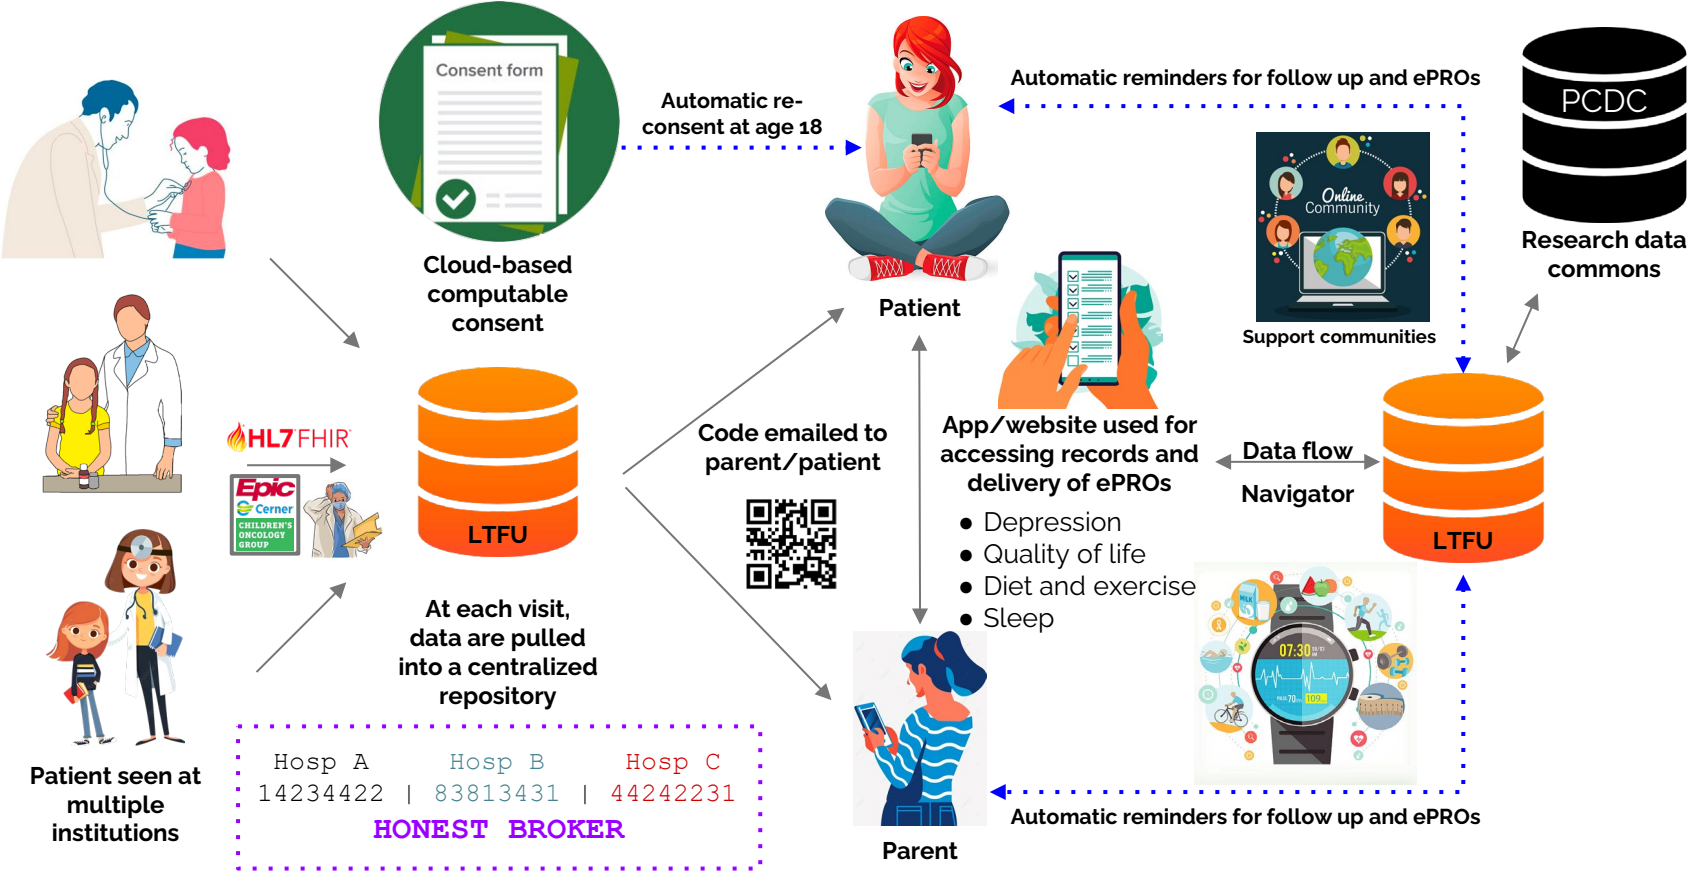 Consent form
Automatic re-
consent at age 18
Automatic reminders for follow up and ePROs
PCDC
Online
Community
Research data
commons
Cloud-based
computable
consent
Patient
Support communities
HL7 FHIR
Epic
Cerner
CHILDREN'S
ONCOLOGY
GROUP
LTFU
Code emailed to
parent/patient
App/website used for
accessing records and
delivery of ePROs
● Depression
● Quality of life
● Diet and exercise
● Sleep
Data flow
Navigator
LTFU
At each visit,
data are pulled
into a centralized
repository
MILK
07:30
70
109
Patient seen at
multiple
institutions
Hosp A Hosp B Hosp C
14234422 | 83813431 | 44242231
HONEST BROKER
Parent
Automatic reminders for follow up and ePROs